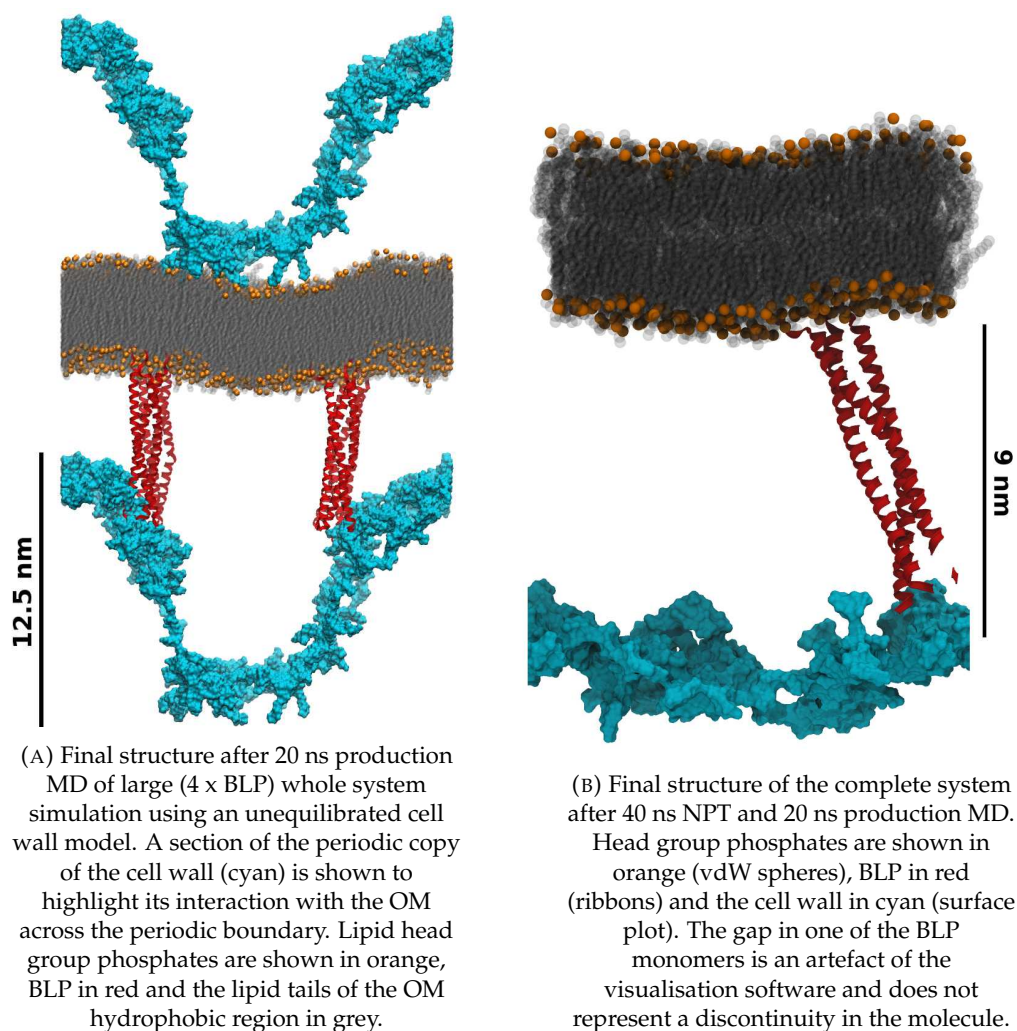 12.5 nm
9 nm
(A) Final structure after 20 ns production
MD of large (4 x BLP) whole system
simulation using an unequilibrated cell
wall model. A section of the periodic copy
of the cell wall (cyan) is shown to
highlight its interaction with the OM
across the periodic boundary. Lipid head
group phosphates are shown in orange,
BLP in red and the lipid tails of the OM
hydrophobic region in grey.
(B) Final structure of the complete system
after 40 ns NPT and 20 ns production MD.
Head group phosphates are shown in
orange (vdW spheres), BLP in red
(ribbons) and the cell wall in cyan (surface
plot). The gap in one of the BLP
monomers is an artefact of the
visualisation software and does not
represent a discontinuity in the molecule.